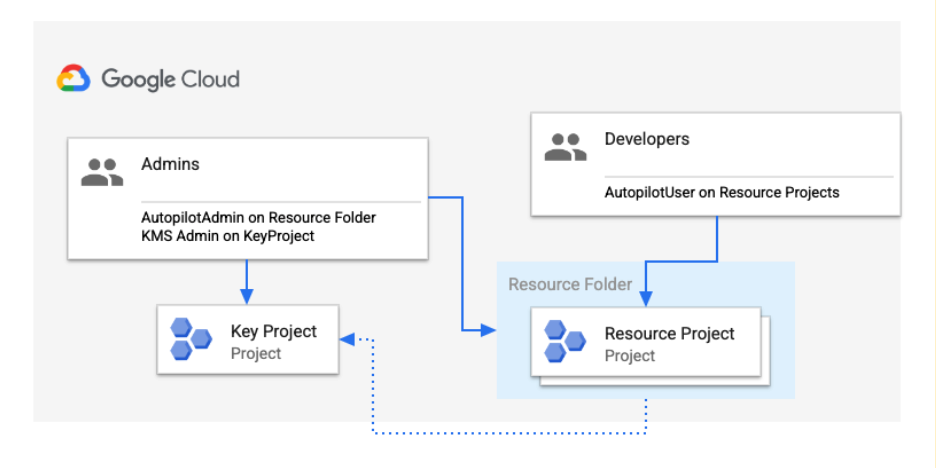 Google Cloud
Admins
AutopilotAdmin on Resource Folder
KMS Admin on KeyProject
Developers
AutopilotUser on Resource Projects
Key Project
Project
Resource Folder
Resource Project
Project